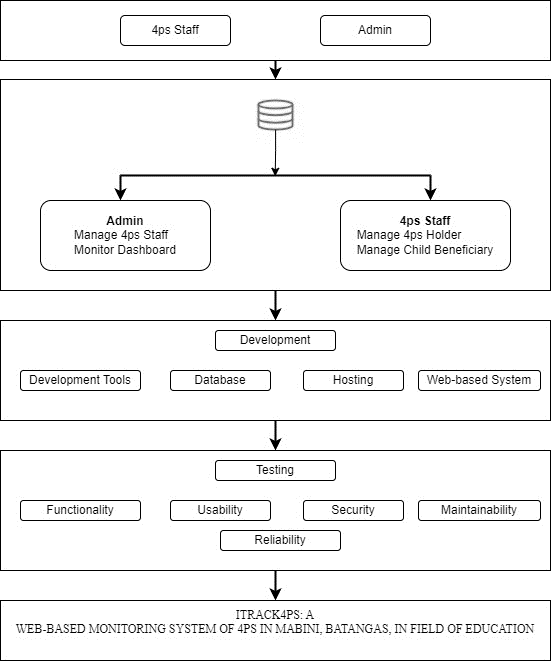 4ps Staff
Admin
Admin
Manage 4ps Staff
Monitor Dashboard
4ps Staff
Manage 4ps Holder
Manage Child Beneficiary
Development
Development Tools
Database
Hosting
Web-based System
Testing
Functionality
Usability
Security
Maintainability
Reliability
ITRACK4PS: A
WEB-BASED MONITORING SYSTEM OF 4PS IN MABINI, BATANGAS, IN FIELD OF EDUCATION